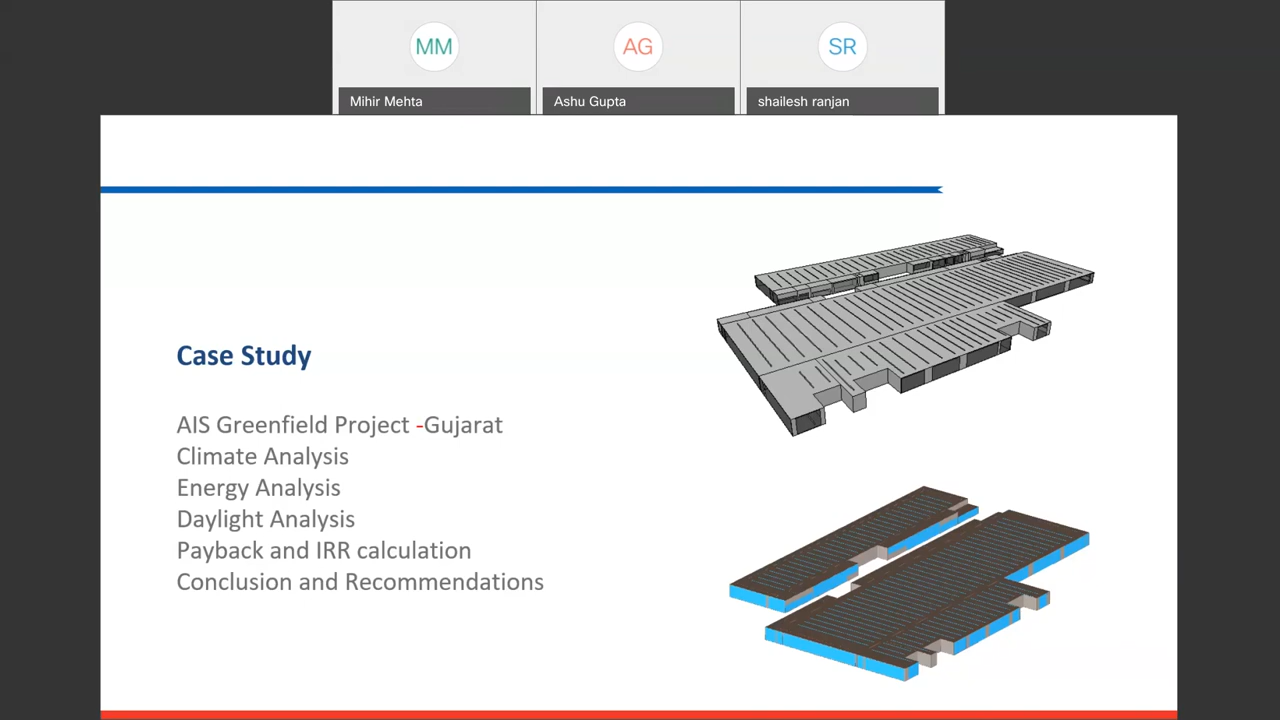 MM
AG
SR
Mihir Mehta
Ashu Gupta
shailesh ranjan
Case Study
AIS Greenfield Project -Gujarat
Climate Analysis
Energy Analysis
Daylight Analysis
Payback and IRR calculation
Conclusion and Recommendations